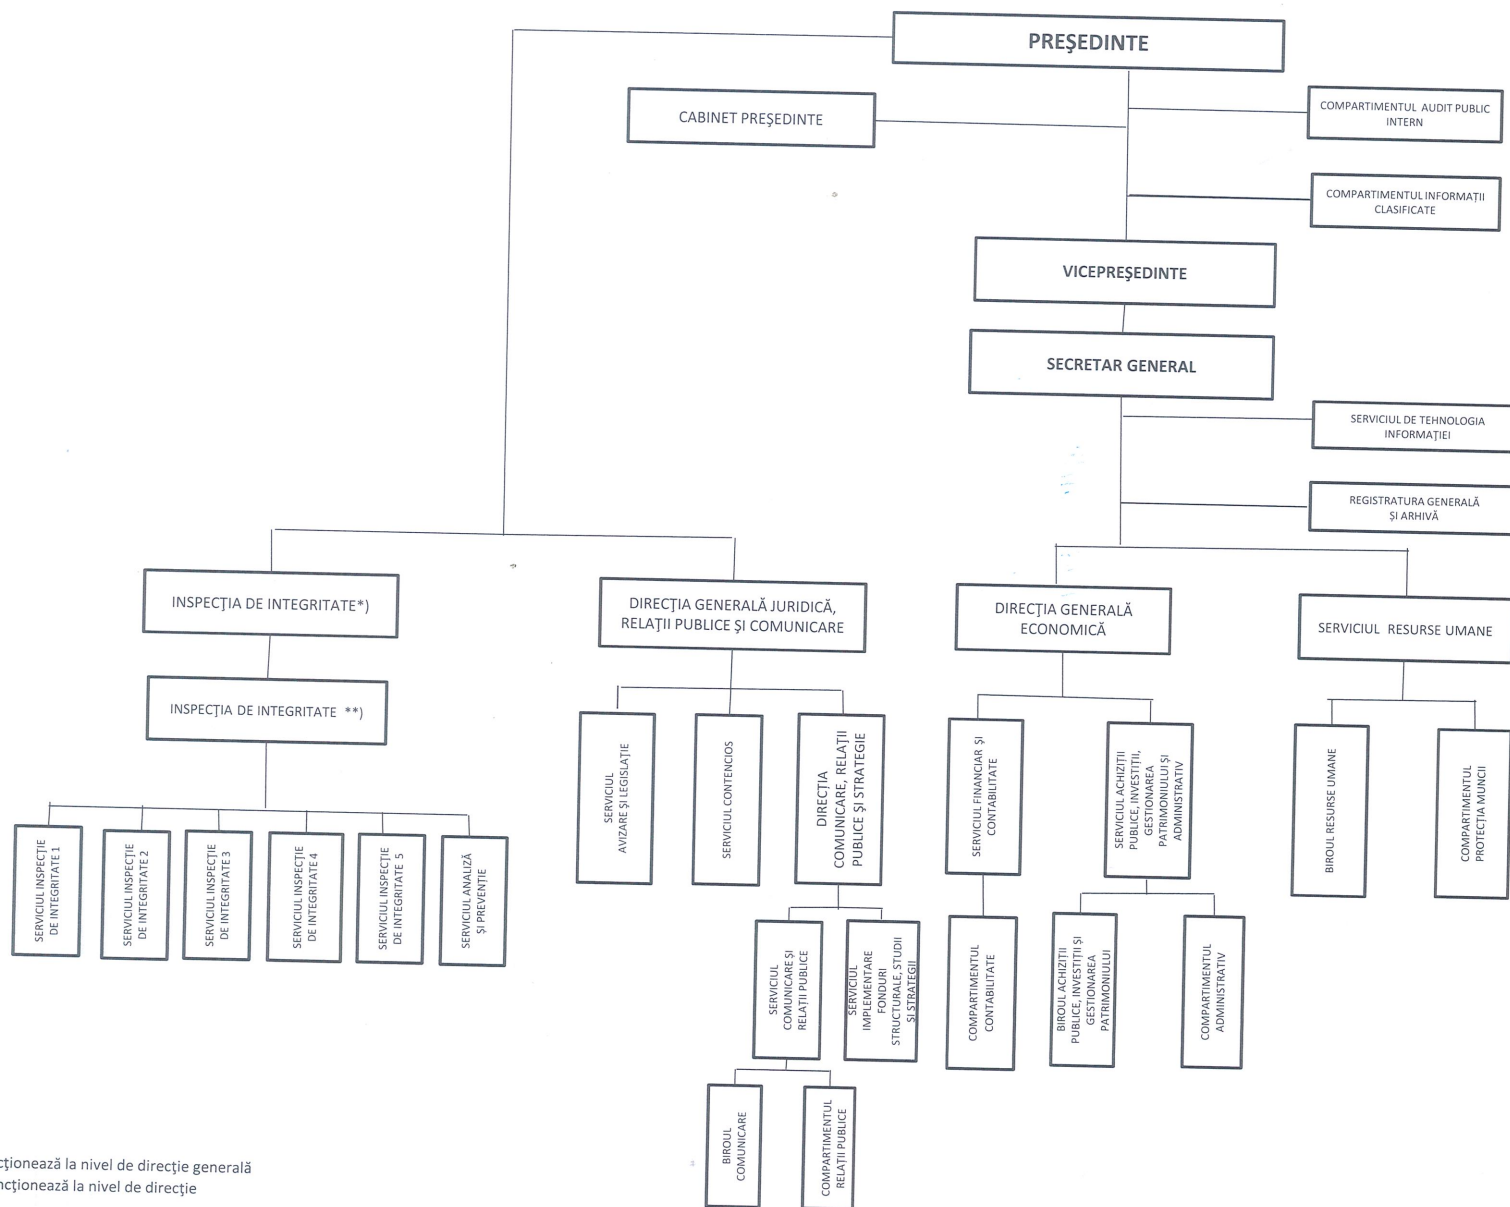 PREŞEDINTE
CABINET PREŞEDINTE
COMPARTIMENTUL AUDIT PUBLIC
INTERN
COMPARTIMENTUL INFORMAȚII
CLASIFICATE
VICEPREŞEDINTE
SECRETAR GENERAL
SERVICIUL DE TEHNOLOGIA
INFORMAŢIEI
REGISTRATURA GENERALĂ
ȘI ARHIVĂ
INSPECŢIA DE INTEGRITATE*)
DIRECŢIA GENERALĂ JURIDICĂ,
RELAŢII PUBLICE ŞI COMUNICARE
DIRECŢIA GENERALĂ
ECONOMICĂ
SERVICIUL RESURSE UMANE
INSPECŢIA DE INTEGRITATE **)
SERVICIUL INSPECŢIE
DE INTEGRITATE 1
SERVICIUL INSPECŢIE
DE INTEGRITATE 2
SERVICIUL INSPECŢIE
DE INTEGRITATE 3
SERVICIUL INSPECŢIE
DE INTEGRITATE 4
SERVICIUL INSPECŢIE
DE INTEGRITATE 5
SERVICIUL ANALIZĂ
ŞI PREVENŢIE
SERVICIUL
AVIZARE ŞI LEGISLAŢIE
SERVICIUL CONTENCIOS
DIRECŢIA
COMUNICARE, RELAŢII
PUBLICE ŞI STRATEGIE
SERVICIUL FINANCIAR ŞI
CONTABILITATE
SERVICIUL ACHIZIŢII
PUBLICE, INVESTIŢII,
GESTIONAREA
PATRIMONIULUI ŞI
ADMINISTRATIV
BIROUL RESURSE UMANE
COMPARTIMENTUL
PROTECŢIA MUNCII
SERVICIUL
COMUNICARE ŞI
RELAŢII PUBLICE
SERVICIUL
IMPLEMENTARE
FONDURI
STRUCTURALE, STUDII
ŞI STRATEGII
COMPARTIMENTUL
CONTABILITATE
BIROUL ACHIZIŢII
PUBLICE, INVESTIŢII ŞI
GESTIONAREA
PATRIMONIULUI
COMPARTIMENTUL
ADMINISTRATIV
BIROUL
COMUNICARE
COMPARTIMENTUL
RELAŢII PUBLICE
cţionează la nivel de direcţie generală
ncţionează la nivel de direcţie